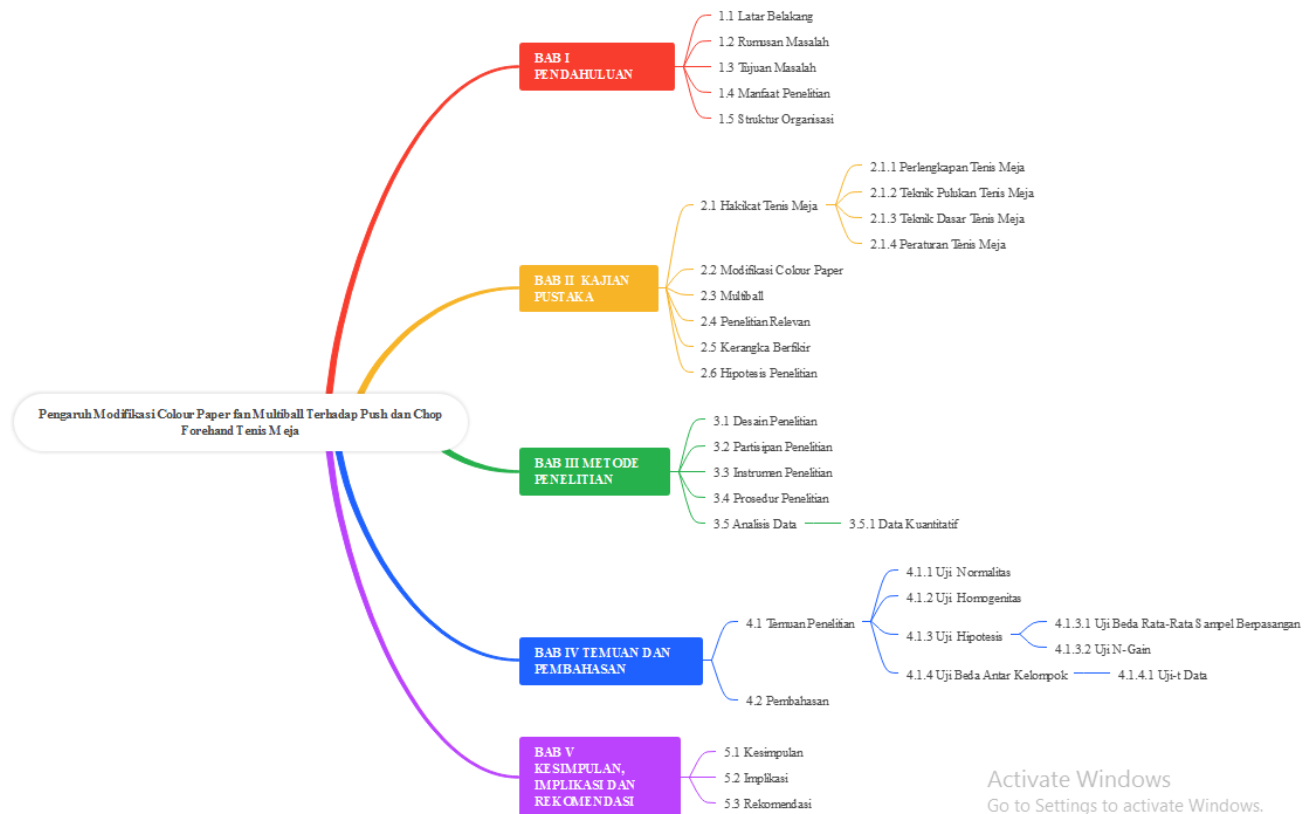 Pengaruh Modifikasi Colour Paper fan Multiball Terhadap Push dan Chop
Forehand Tenis Meja
BAB I
PENDAHULUAN
1.1 Latar Belakang
1.2 Rumusan Masalah
1.3 Tujuan Masalah
1.4 Manfaat Penelitian
1.5 Struktur Organisasi
BAB II KAJIAN
PUSTAKA
2.1 Hakikat Tenis Meja
2.1.1 Perlengkapan Tenis Meja
2.1.2 Teknik Pulukan Tenis Meja
2.1.3 Teknik Dasar Tenis Meja
2.1.4 Peraturan Tenis Meja
2.2 Modifikasi Colour Paper
2.3 Multiball
2.4 Penelitian Relevan
2.5 Kerangka Berfikir
2.6 Hipotesis Penelitian
BAB III METODE
PENELITIAN
3.1 Desain Penelitian
3.2 Partisipan Penelitian
3.3 Instrumen Penelitian
3.4 Prosedur Penelitian
3.5 Analisis Data
3.5.1 Data Kuantitatif
BAB IV TEMUAN DAN
PEMBAHASAN
4.1 Temuan Penelitian
4.1.1 Uji Normalitas
4.1.2 Uji Homogenitas
4.1.3 Uji Hipotesis
4.1.3.1 Uji Beda Rata-Rata Sampel Berpasangan
4.1.3.2 Uji N-Gain
4.1.4 Uji Beda Antar Kelompok
4.1.4.1 Uji-t Data
4.2 Pembahasan
BAB V
KESIMPULAN,
IMPLIKASI DAN
REKOMENDASI
5.1 Kesimpulan
5.2 Implikasi
5.3 Rekomendasi
Activate Windows
Go to Settings to activate Windows.